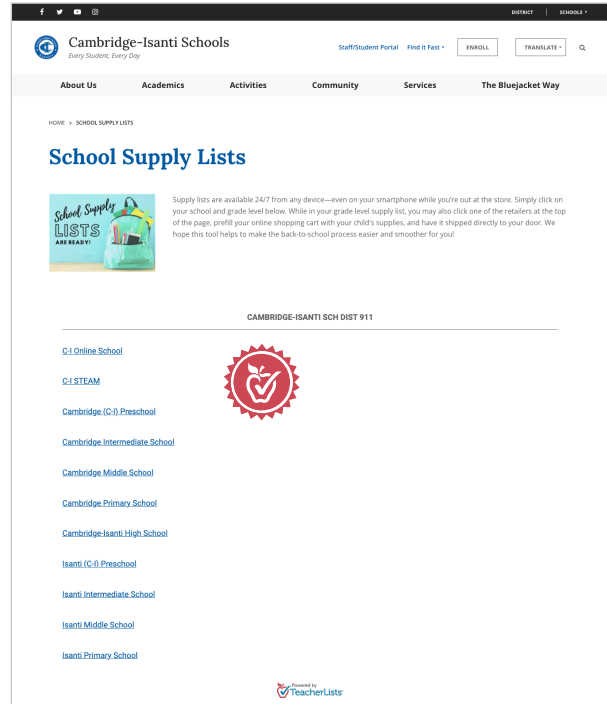 DISTRICT
SCHOOLS
Cambridge-Isanti Schools
Every Student, Every Day
Staff/Student Portal
Find it Fast
ENROLL
TRANSLATE
About Us
Academics
Activities
Community
Services
The Bluejacket Way
HOME > SCHOOL SUPPLY LISTS
School Supply Lists
School Supply
LISTS
ARE READY!
Supply lists are available 24/7 from any device—even on your smartphone while you're out at the store. Simply click on
your school and grade level below. While in your grade level supply list, you may also click one of the retailers at the top
of the page, prefill your online shopping cart with your child's supplies, and have it shipped directly to your door. We
hope this tool helps to make the back-to-school process easier and smoother for you!
CAMBRIDGE-ISANTI SCH DIST 911
C-I Online School
C-I STEAM
Cambridge (C-I) Preschool
Cambridge Intermediate School
Cambridge Middle School
Cambridge Primary School
Cambridge-Isanti High School
Isanti (C-I) Preschool
Isanti Intermediate School
Isanti Middle School
Isanti Primary School
Powered by
TeacherLists